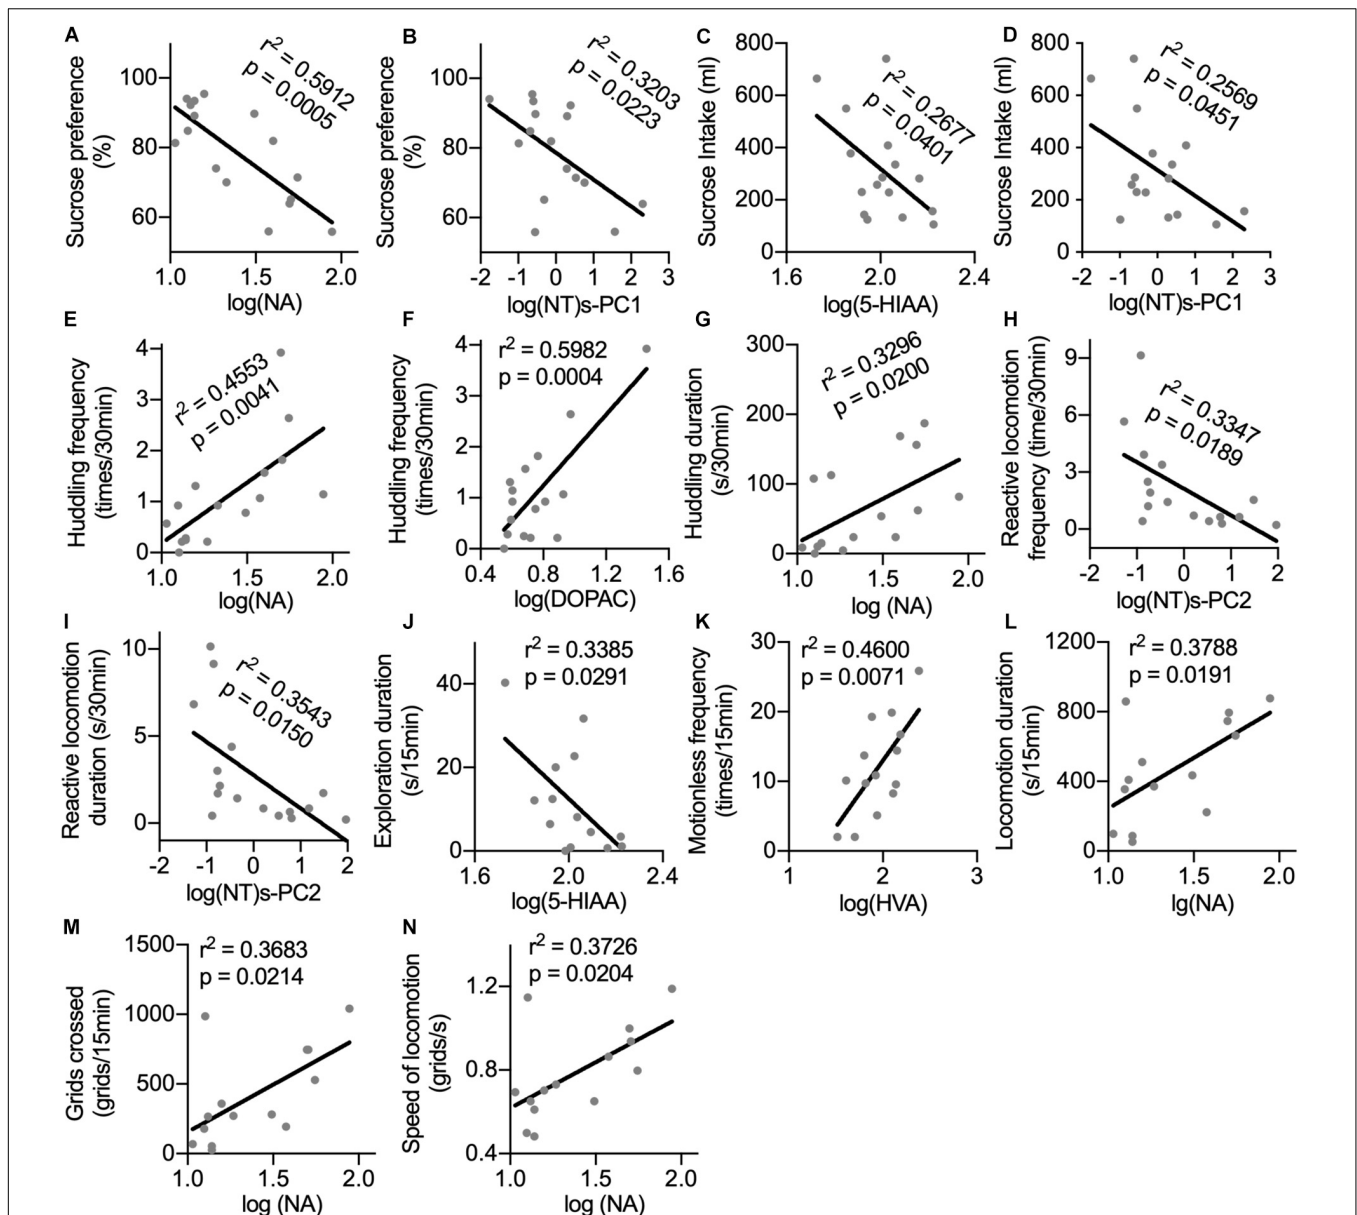 A
Sucrose preference
(%)
100
80
60
r² = 0.5912
p = 0.0005
1.0 1.5 2.0
log(NA)
B
Sucrose preference
(%)
100
80
60
r² = 0.3203
p = 0.0223
-2 -1 0 1 2 3
log(NT)s-PC1
C
Sucrose Intake (ml)
800
600
400
200
0
r² = 0.2677
p = 0.0401
1.6 2.0 2.4
log(5-HIAA)
D
Sucrose Intake (ml)
800
600
400
200
0
r² = 0.2569
p = 0.0451
-2 -1 0 1 2 3
log(NT)s-PC1
E
Huddling frequency
(times/30min)
4
3
2
1
0
r² = 0.4553
p = 0.0041
1.0 1.5 2.0
log(NA)
F
Huddling frequency
(times/30min)
4
3
2
1
0
r² = 0.5982
p = 0.0004
0.4 0.8 1.2 1.6
log(DOPAC)
G
Huddling duration
(s/30min)
300
200
100
0
r² = 0.3296
p = 0.0200
1.0 1.5 2.0
log (NA)
H
Reactive locomotion
frequency (time/30min)
9
6
3
0
r² = 0.3347
p = 0.0189
-2 -1 0 1 2
log(NT)s-PC2
I
Reactive locomotion
duration (s/30min)
10
5
0
r² = 0.3543
p = 0.0150
-2 -1 0 1 2
log(NT)s-PC2
J
Exploration duration
(s/15min)
40
20
0
r² = 0.3385
p = 0.0291
1.6 2.0 2.4
log(5-HIAA)
K
Motionless frequency
(times/15min)
30
20
10
0
r² = 0.4600
p = 0.0071
1 2 3
log(HVA)
L
Locomotion duration
(s/15min)
1200
800
400
0
r² = 0.3788
p = 0.0191
1.0 1.5 2.0
lg(NA)
M
Grids crossed
(grids/15min)
1500
1000
500
0
r² = 0.3683
p = 0.0214
1.0 1.5 2.0
log (NA)
N
Speed of locomotion
(grids/s)
1.2
0.8
0.4
r² = 0.3726
p = 0.0204
1.0 1.5 2.0
log (NA)